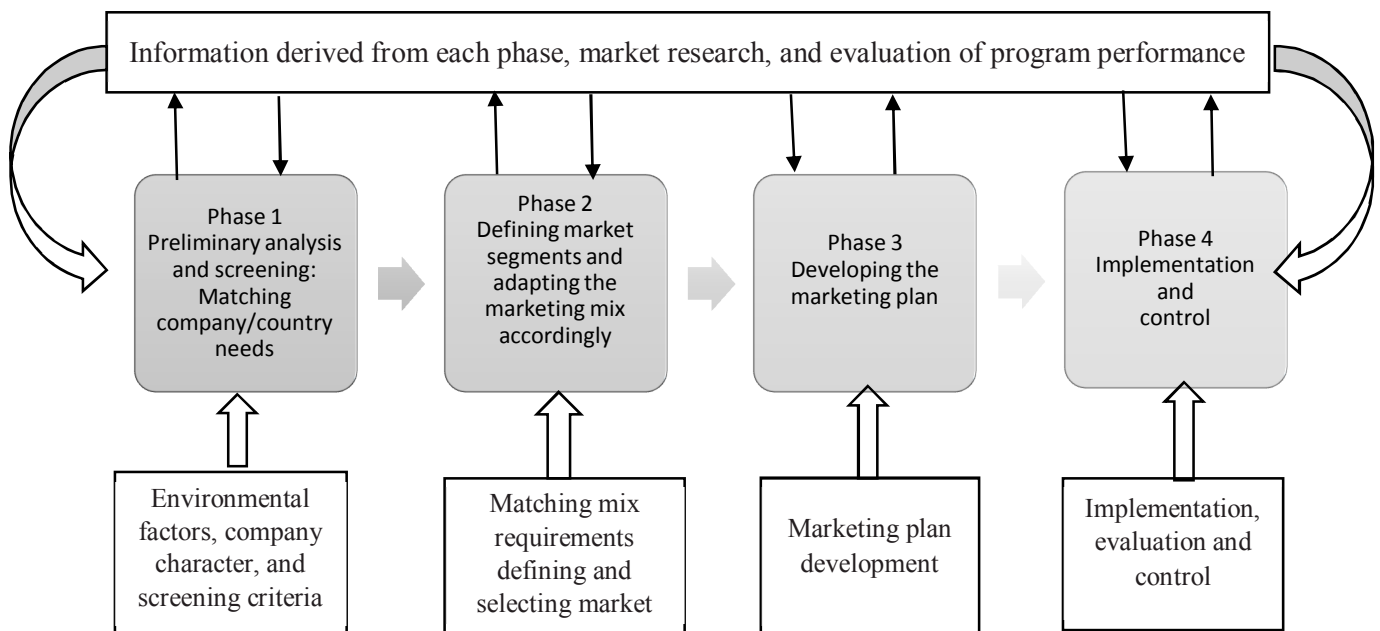 Information derived from each phase, market research, and evaluation of program performance
Phase 1
Preliminary analysis
and screening:
Matching
company/country
needs
Phase 2
Defining market
segments and
adapting the
marketing mix
accordingly
Phase 3
Developing the
marketing plan
Phase 4
Implementation
and
control
Environmental
factors, company
character, and
screening criteria
Matching mix
requirements
defining and
selecting market
Marketing plan
development
Implementation,
evaluation and
control